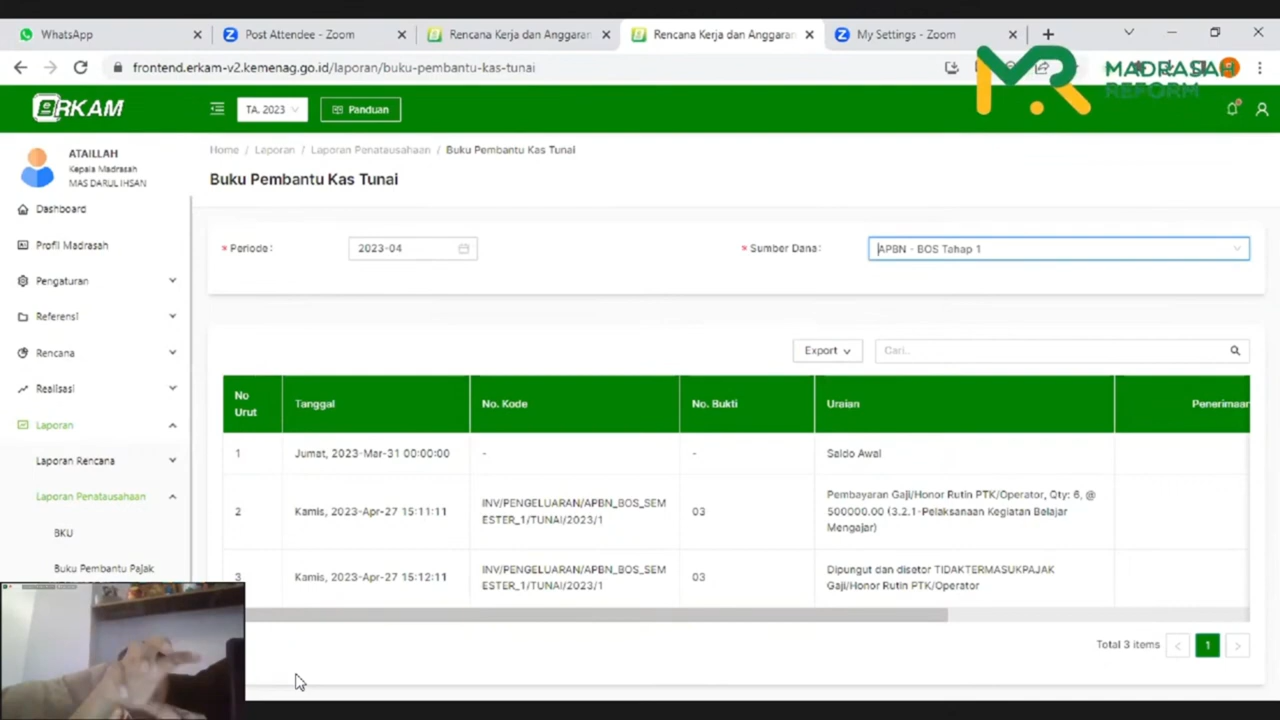 WhatsApp
Post Attendee - Zoom
Rencana Kerja dan Anggaran
Rencana Kerja dan Anggaran
My Settings - Zoom
frontend.erkam-v2.kemenag.go.id/laporan/buku-pembantu-kas-tunai
MADRASAH
REFORM
eRKAM
TA. 2023
Panduan
ATAILLAH
Kepala Madrasah
MAS DARUL IHSAN
Home / Laporan / Laporan Penatausahaan / Buku Pembantu Kas Tunai
Buku Pembantu Kas Tunai
Dashboard
Profil Madrasah
Pengaturan
Referensi
Rencana
Realisasi
Laporan
Laporan Rencana
Laporan Penatausahaan
BKU
Buku Pembantu Pajak
* Periode:
2023-04
* Sumber Dana:
APBN - BOS Tahap 1
Export
Cari..
No Urut
Tanggal
No. Kode
No. Bukti
Uraian
Penerimaan
1
Jumat, 2023-Mar-31 00:00:00
-
-
Saldo Awal
2
Kamis, 2023-Apr-27 15:11:11
INV/PENGELUARAN/APBN_BOS_SEM
ESTER_1/TUNAI/2023/1
03
Pembayaran Gaji/Honor Rutin PTK/Operator, Qty: 6, @
500000.00 (3.2.1-Pelaksanaan Kegiatan Belajar
Mengajar)
3
Kamis, 2023-Apr-27 15:12:11
INV/PENGELUARAN/APBN_BOS_SEM
ESTER_1/TUNAI/2023/1
03
Dipungut dan disetor TIDAKTERMASUKPAJAK
Gaji/Honor Rutin PTK/Operator
Total 3 items
<
1
>